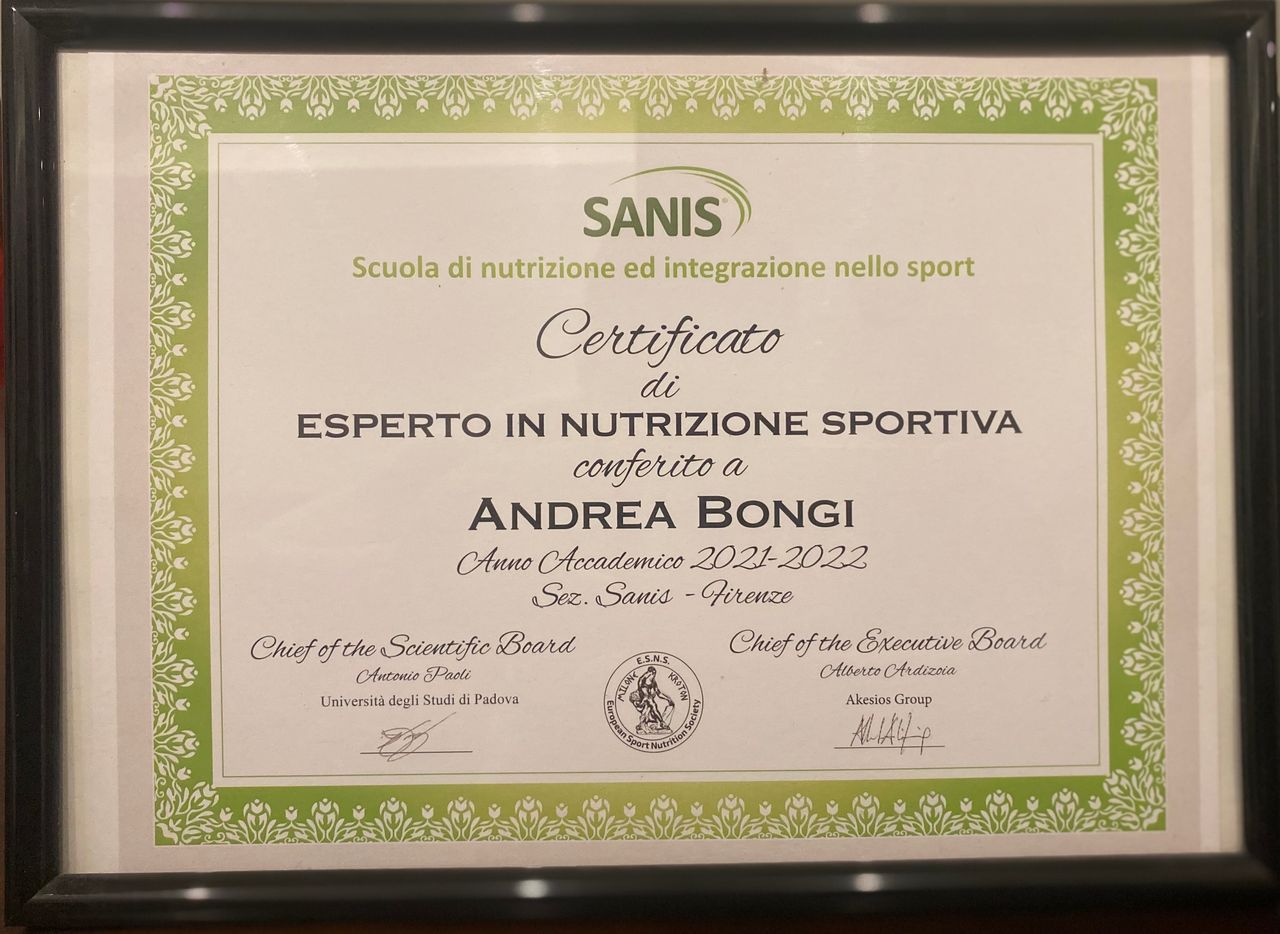 SANIS
Scuola di nutrizione ed integrazione nello sport
Certificato
di
ESPERTO IN NUTRIZIONE SPORTIVA
conferito a
ANDREA BONGI
Anno Accademico 2021-2022
Sez. Sanis - Firenze
Chief of the Scientific Board
Antonio Paoli
Università degli Studi di Padova
E.S.N.S.
MILONE KROTON
European Sport Nutrition Society
Chief of the Executive Board
Alberto Ardizoia
Akesios Group